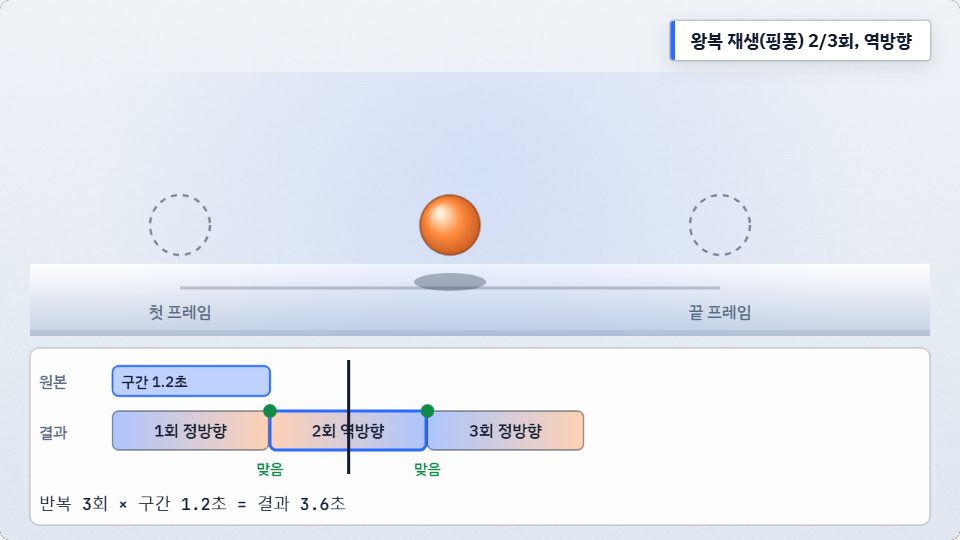 왕복 재생(핑퐁) 2/3회, 역방향
첫 프레임
끝 프레임
원본
구간 1.2초
결과
1회 정방향
2회 역방향
3회 정방향
맞음
맞음
반복 3회 × 구간 1.2초 = 결과 3.6초